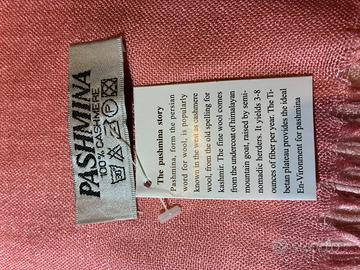 PASHMINA
100% CASHMERE
The pashmina story
Pashmina, form the persian
word for wool, is popularly
known in the west as cashmere
wool, from the old spelling for
kashmir. The fine wool comes
from the undercoat of himalayan
mountain goat, raised by semi-
nomadic herders. It yields 3-8
ounces of fiber per year. The Ti-
betan plateau provides the ideal
En-Vironment for pashmina